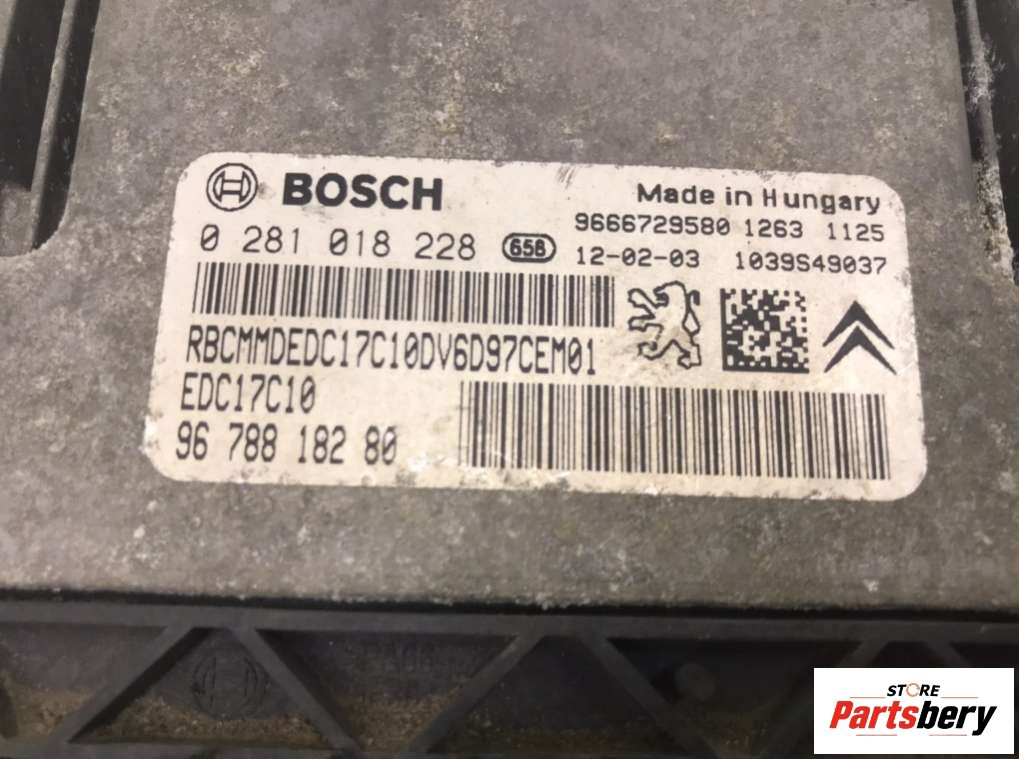 BOSCH
Made in Hungary
9666729580 1263 1125
0 281 018 228 658
12-02-03 1039S49037
RBCMMDEDC17C10DV6D97CEM01
EDC17C10
96 788 182 80
STORE
Partsbery